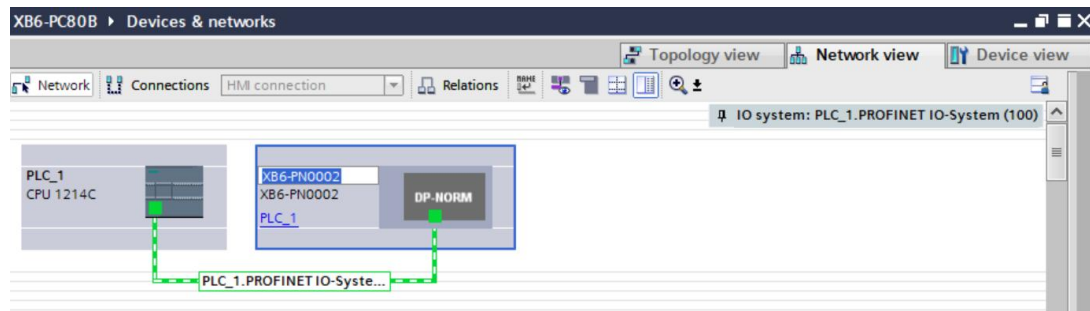 XB6-PC80B ▸ Devices & networks
Topology view Network view Device view
Network Connections HMI connection Relations
IO system: PLC_1.PROFINET IO-System (100)
PLC_1
CPU 1214C
XB6-PN0002
XB6-PN0002
PLC_1
DP-NORM
PLC_1.PROFINET IO-Syste...